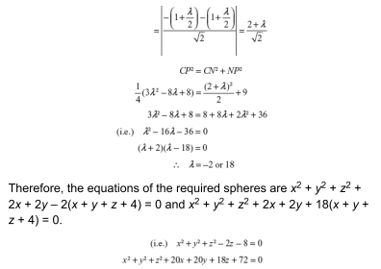 = |−(1+λ/2)−(1+λ/2) / √2| = (2+λ)/√2
CP² = CN² + NP²
1/4(3λ²−8λ+8) = (2+λ)²/2 + 9
3λ²−8λ+8 = 8+8λ+2λ²+36
(i.e.) λ²−16λ−36 = 0
(λ+2)(λ−18) = 0
∴ λ = −2 or 18
Therefore, the equations of the required spheres are x² + y² + z² +
2x + 2y – 2(x + y + z + 4) = 0 and x² + y² + z² + 2x + 2y + 18(x + y +
z + 4) = 0.
(i.e.) x²+y²+z²−2z−8 = 0
x²+y²+z²+20x+20y+18z+72 = 0